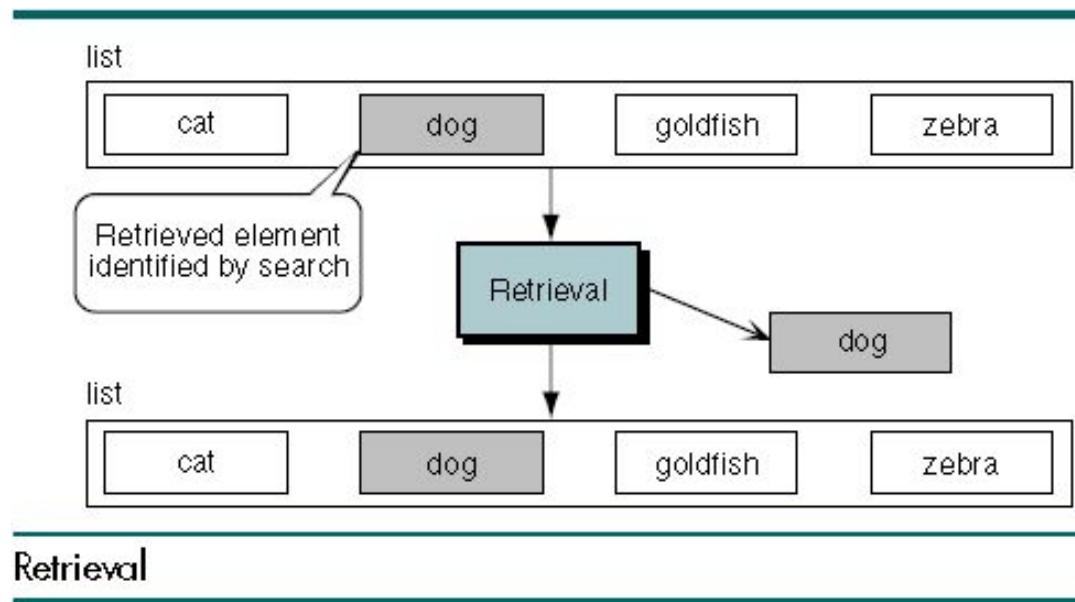 list
cat dog goldfish zebra
Retrieved element
identified by search
Retrieval
dog
list
cat dog goldfish zebra
Retrieval